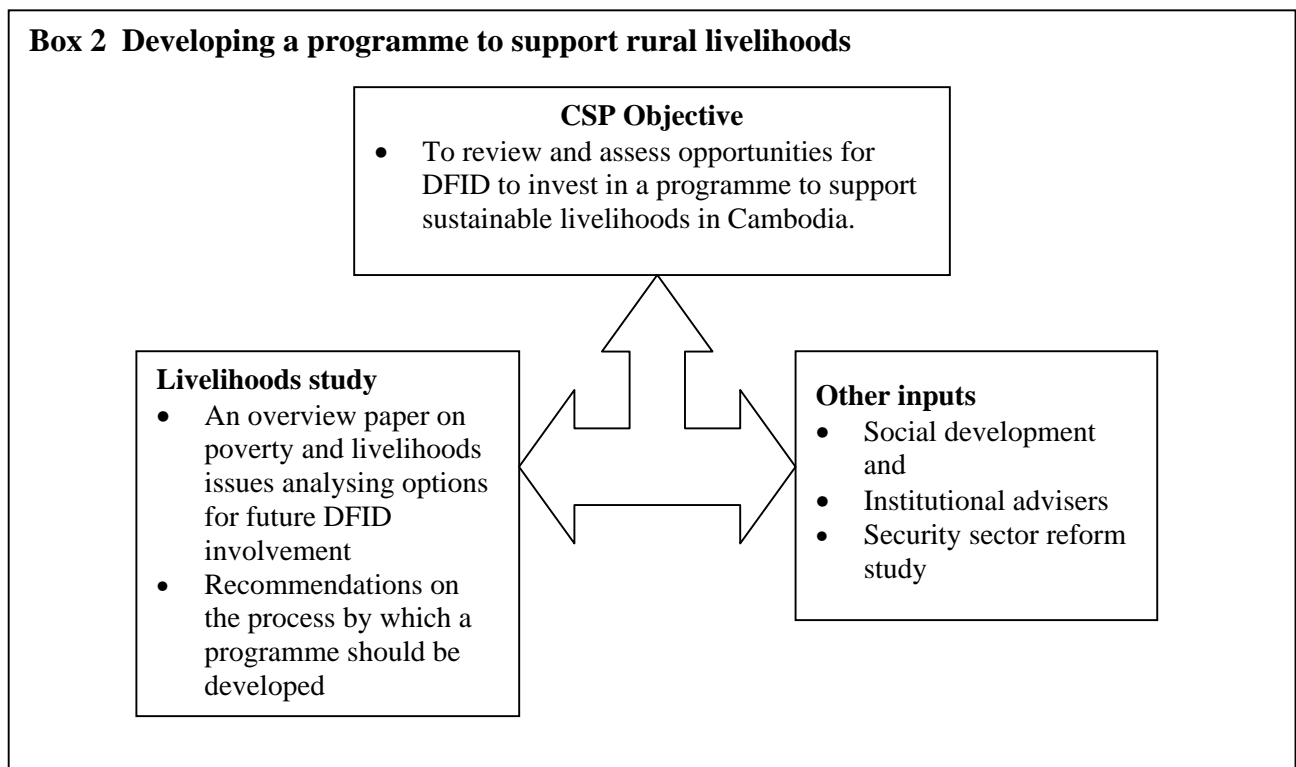 Box 2 Developing a programme to support rural livelihoods
CSP Objective
• To review and assess opportunities for
DFID to invest in a programme to support
sustainable livelihoods in Cambodia.
Livelihoods study
• An overview paper on
poverty and livelihoods
issues analysing options
for future DFID
involvement
• Recommendations on
the process by which a
programme should be
developed
Other inputs
• Social development
and
• Institutional advisers
• Security sector reform
study